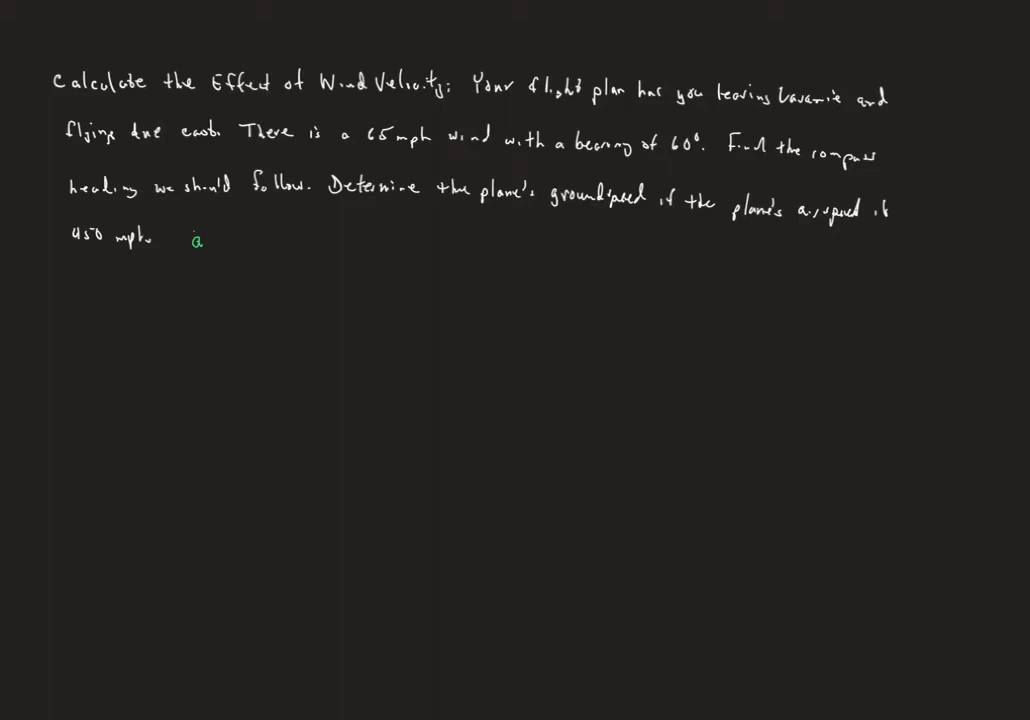 Calculate the Effect of Wind Velocity: Your flight plan has you leaving Laramie and
flying due east. There is a 65 mph wind with a bearing of 60°. Find the compass
heading we should follow. Determine the plane's groundspeed if the plane's airspeed is
450 mph. a